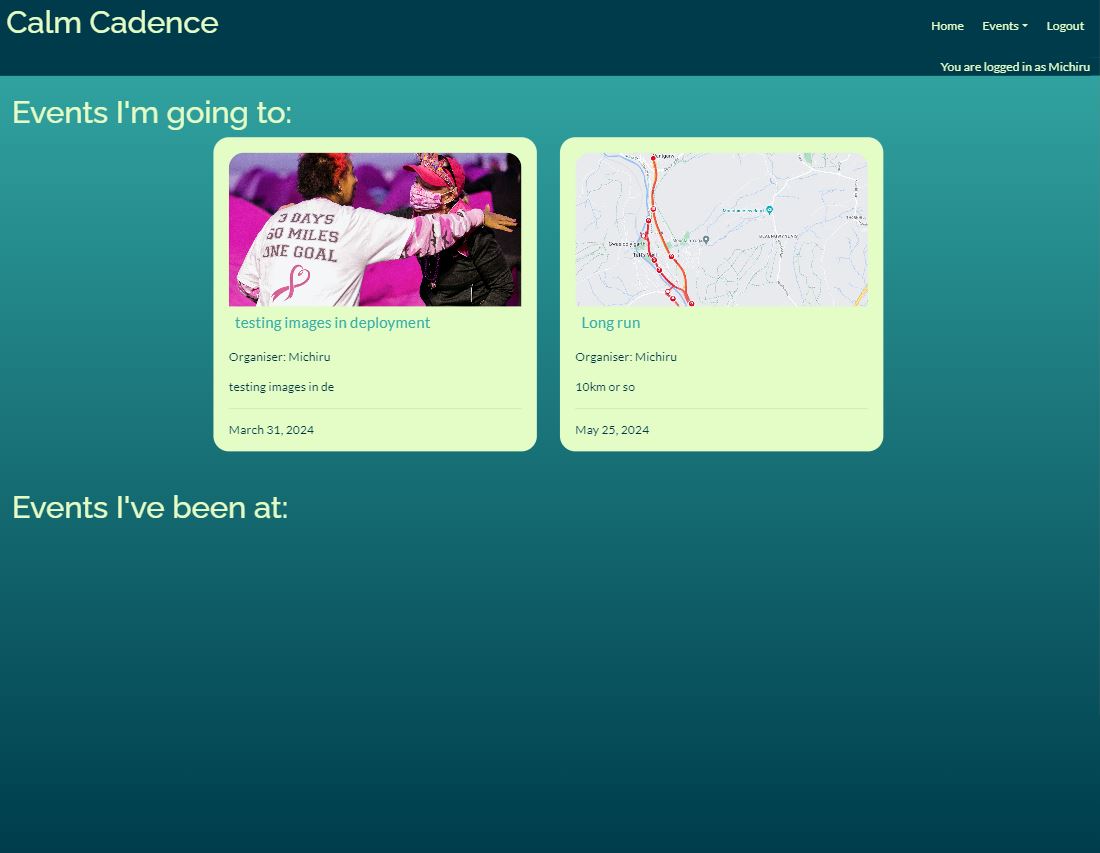 Calm Cadence
Home Events Logout
You are logged in as Michiru
Events I'm going to:
3 DAYS
60 MILES
ONE GOAL
testing images in deployment
Organiser: Michiru
testing images in de
March 31, 2024
Long run
Organiser: Michiru
10km or so
May 25, 2024
Events I've been at: